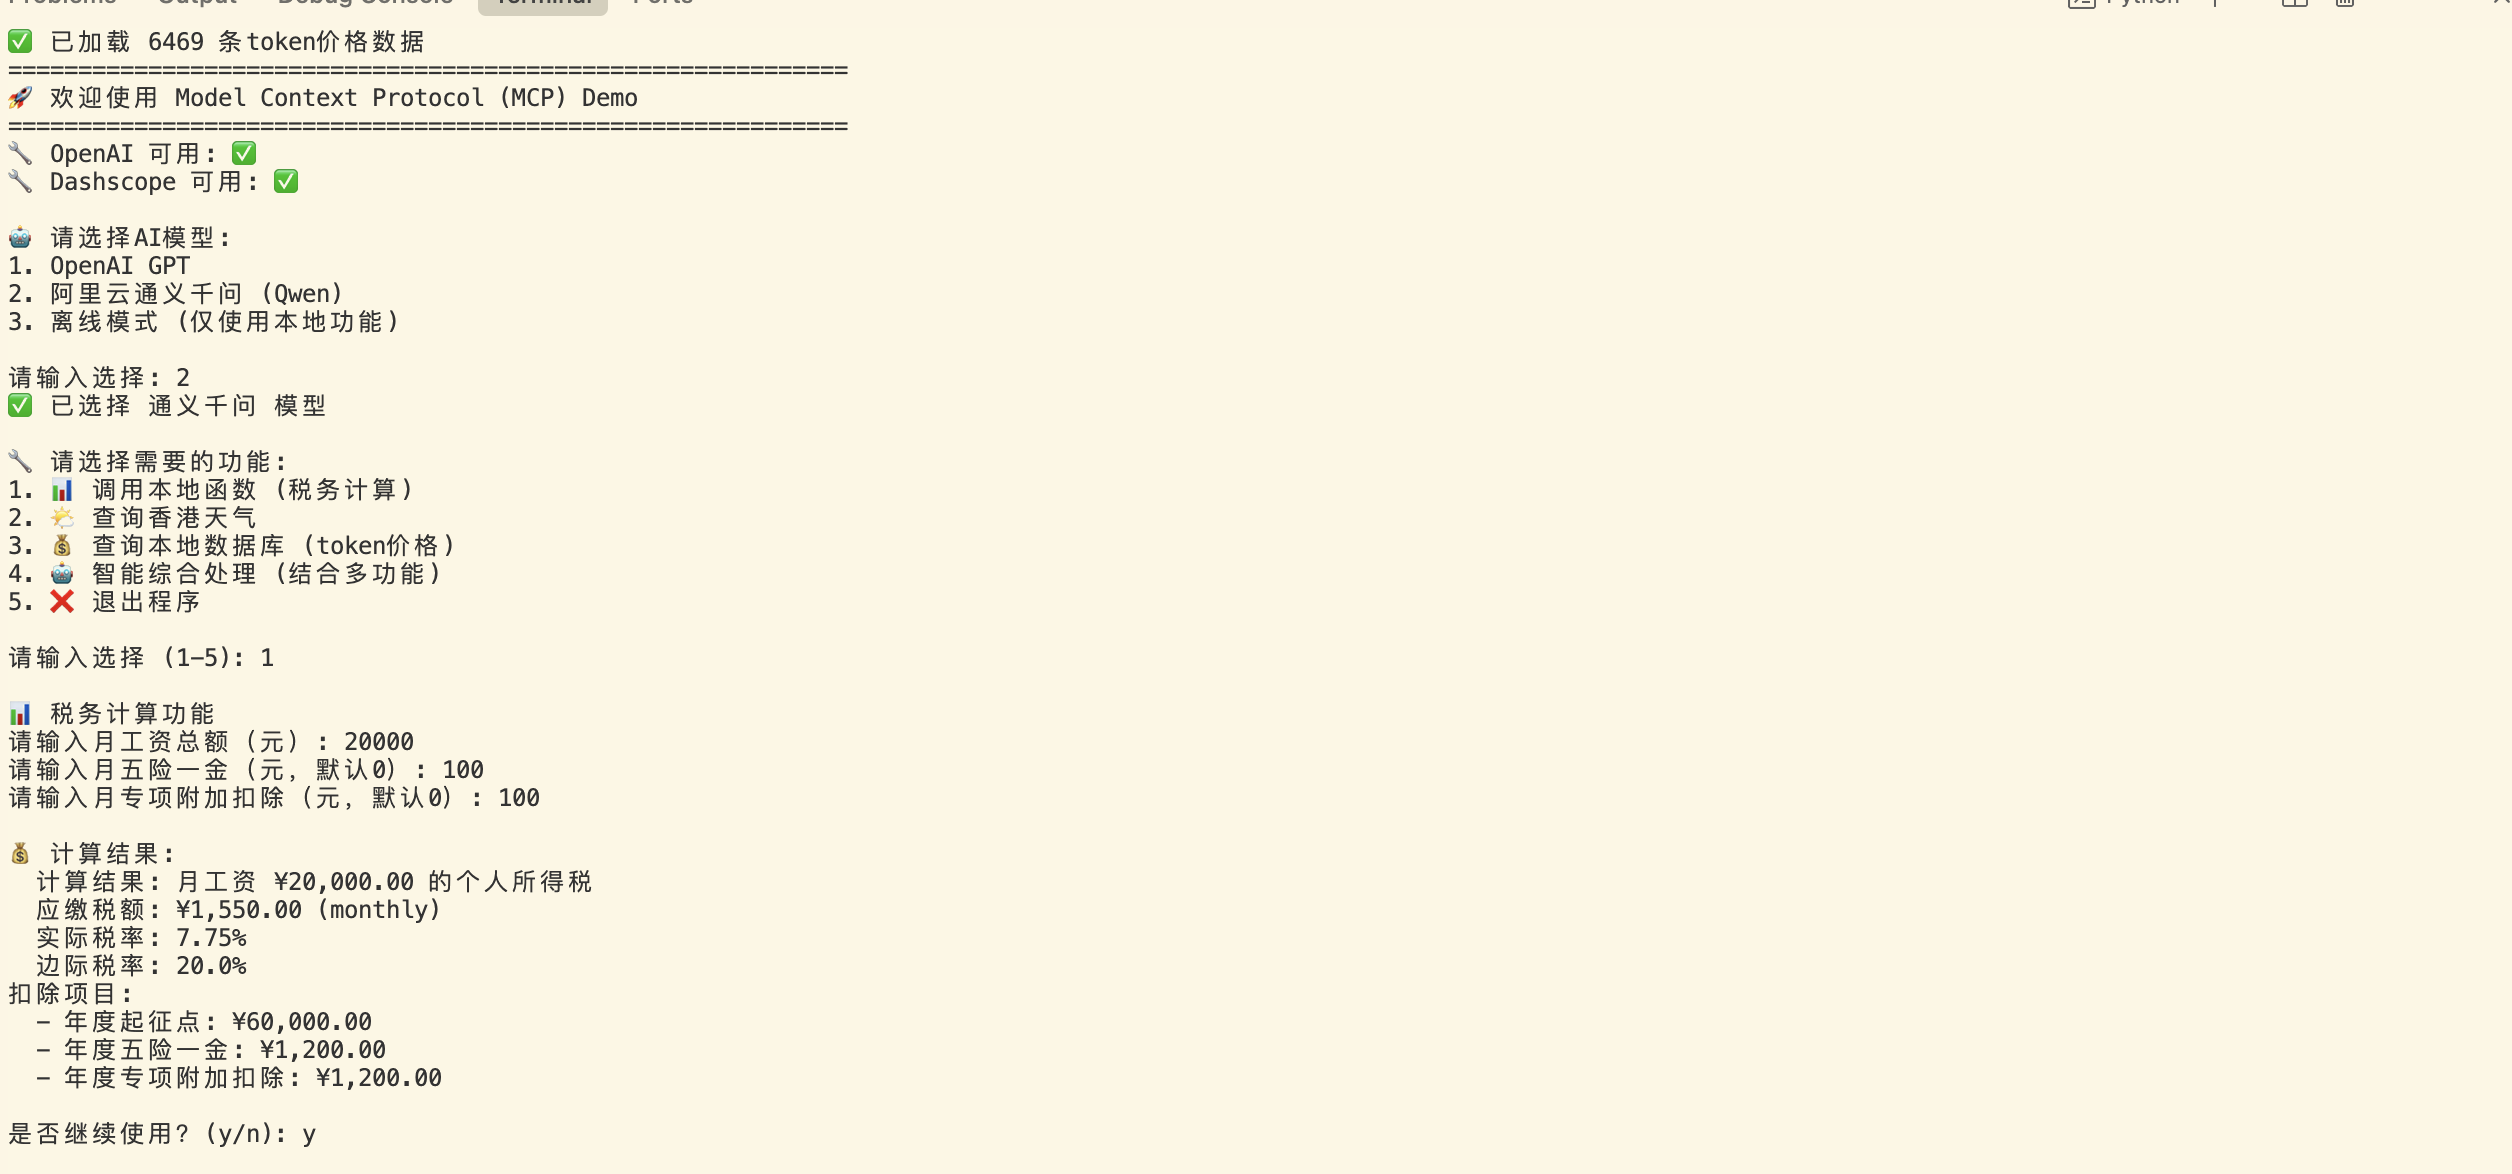 Problems Output Debug Console Terminal Ports Python
✅ 已加载 6469 条token价格数据
============================================================
🚀 欢迎使用 Model Context Protocol (MCP) Demo
============================================================
🔧 OpenAI 可用: ✅
🔧 Dashscope 可用: ✅
🤖 请选择AI模型:
1. OpenAI GPT
2. 阿里云通义千问 (Qwen)
3. 离线模式 (仅使用本地功能)
请输入选择: 2
✅ 已选择 通义千问 模型
🔧 请选择需要的功能:
1. 📊 调用本地函数 (税务计算)
2. 🌤️ 查询香港天气
3. 💰 查询本地数据库 (token价格)
4. 🤖 智能综合处理 (结合多功能)
5. ❌ 退出程序
请输入选择 (1-5): 1
📊 税务计算功能
请输入月工资总额（元）: 20000
请输入月五险一金（元，默认0）: 100
请输入月专项附加扣除（元，默认0）: 100
💰 计算结果:
计算结果: 月工资 ¥20,000.00 的个人所得税
应缴税额: ¥1,550.00 (monthly)
实际税率: 7.75%
边际税率: 20.0%
扣除项目:
- 年度起征点: ¥60,000.00
- 年度五险一金: ¥1,200.00
- 年度专项附加扣除: ¥1,200.00
是否继续使用? (y/n): y